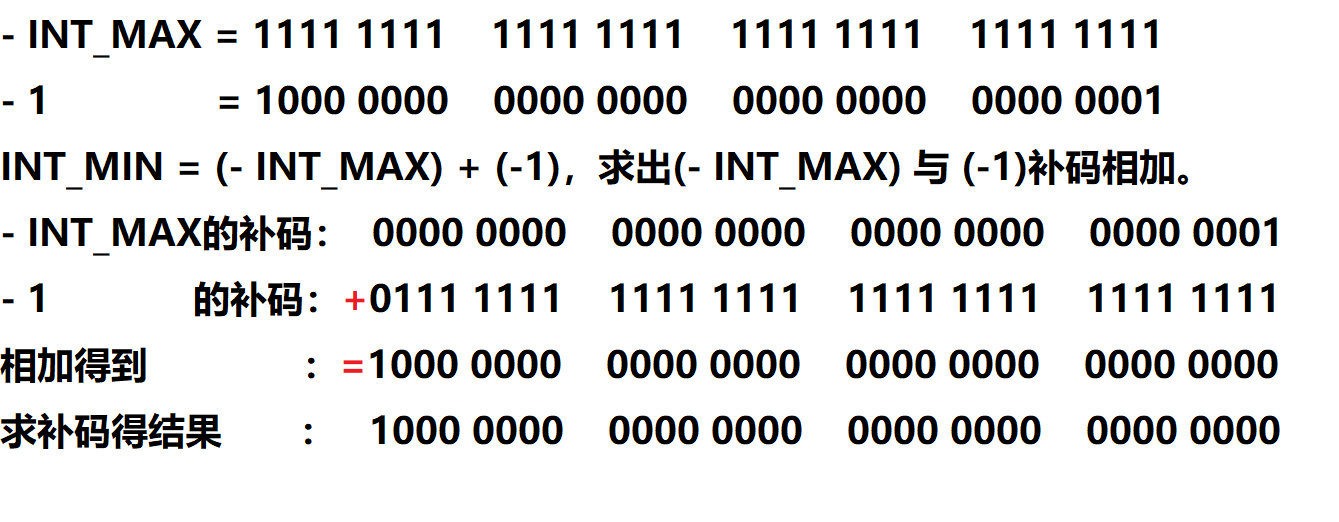 - INT_MAX = 1111 1111 1111 1111 1111 1111 1111 1111
- 1 = 1000 0000 0000 0000 0000 0000 0000 0001
INT_MIN = (- INT_MAX) + (-1)，求出(- INT_MAX) 与 (-1)补码相加。
- INT_MAX的补码： 0000 0000 0000 0000 0000 0000 0000 0001
- 1 的补码：+0111 1111 1111 1111 1111 1111 1111 1111
相加得到 ：=1000 0000 0000 0000 0000 0000 0000 0000
求补码得结果 ： 1000 0000 0000 0000 0000 0000 0000 0000